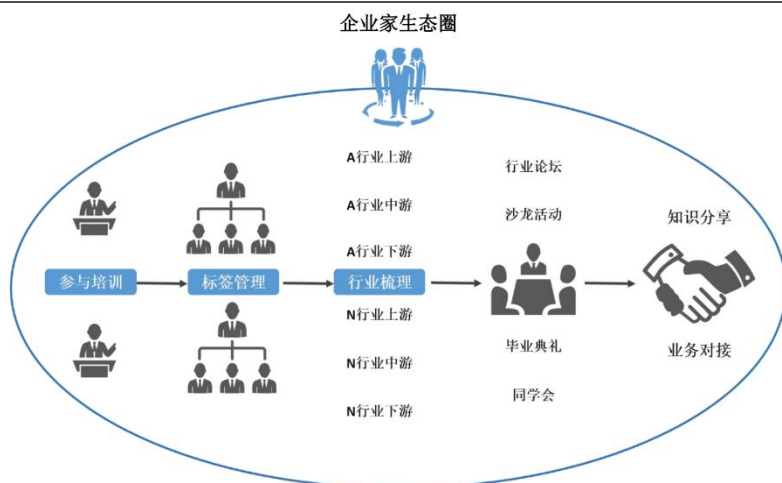 企业家生态圈
A行业上游
A行业中游
A行业下游
行业论坛
沙龙活动
知识分享
参与培训
标签管理
行业梳理
N行业上游
N行业中游
N行业下游
毕业典礼
同学会
业务对接